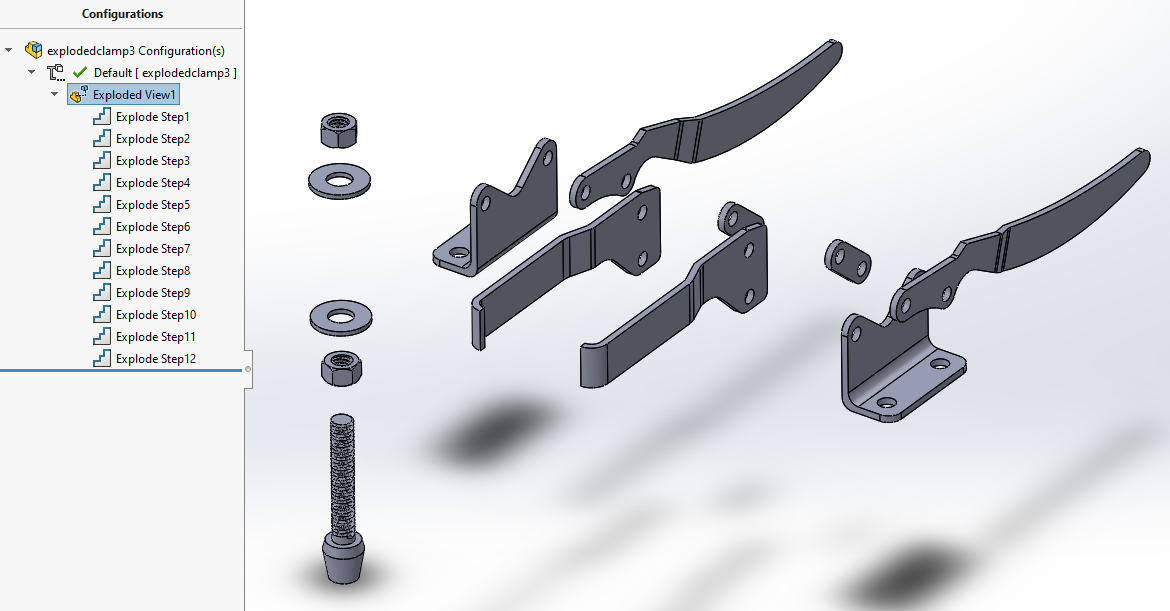 Configurations
explodedclamp3 Configuration(s)
Default [ explodedclamp3 ]
Exploded View1
Explode Step1
Explode Step2
Explode Step3
Explode Step4
Explode Step5
Explode Step6
Explode Step7
Explode Step8
Explode Step9
Explode Step10
Explode Step11
Explode Step12